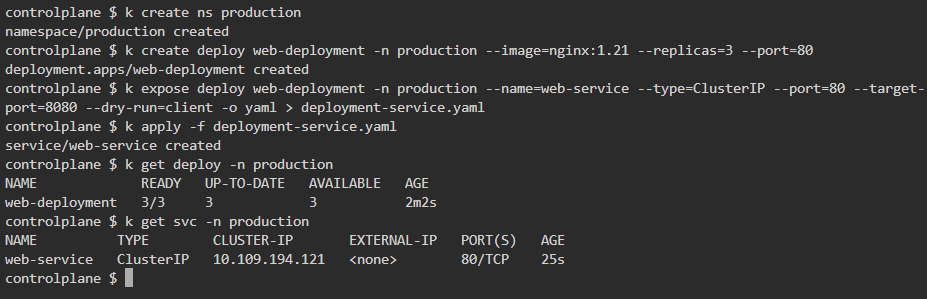 controlplane $ k create ns production
namespace/production created
controlplane $ k create deploy web-deployment -n production --image=nginx:1.21 --replicas=3 --port=80
deployment.apps/web-deployment created
controlplane $ k expose deploy web-deployment -n production --name=web-service --type=ClusterIP --port=80 --target-
port=8080 --dry-run=client -o yaml > deployment-service.yaml
controlplane $ k apply -f deployment-service.yaml
service/web-service created
controlplane $ k get deploy -n production
NAME             READY   UP-TO-DATE   AVAILABLE   AGE
web-deployment   3/3     3            3           2m2s
controlplane $ k get svc -n production
NAME          TYPE        CLUSTER-IP       EXTERNAL-IP   PORT(S)   AGE
web-service   ClusterIP   10.109.194.121   <none>        80/TCP    25s
controlplane $